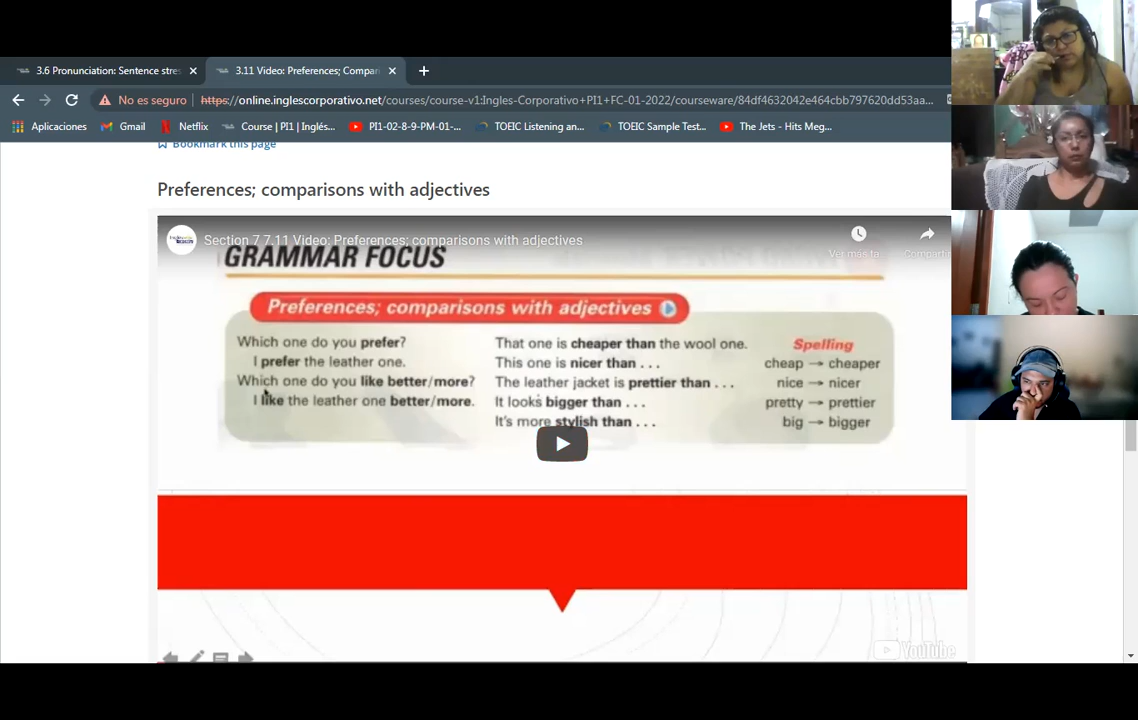 3.6 Pronunciation: Sentence stres
3.11 Video: Preferences; Compar
No es seguro
https://online.inglescorporativo.net/courses/course-v1:Ingles-Corporativo+PI1+FC-01-2022/courseware/84df4632042e464cbb797620dd53aa...
Aplicaciones
Gmail
Netflix
Course | PI1 | Inglés...
PI1-02-8-9-PM-01-...
TOEIC Listening an...
TOEIC Sample Test...
The Jets - Hits Meg...
Bookmark this page
Preferences; comparisons with adjectives
Section 7 7.11 Video: Preferences; comparisons with adjectives
Ver más ta...
Compartir
GRAMMAR FOCUS
Preferences; comparisons with adjectives
Which one do you prefer?
I prefer the leather one.
Which one do you like better/more?
I like the leather one better/more.
That one is cheaper than the wool one.
This one is nicer than . . .
The leather jacket is prettier than . . .
It looks bigger than . . .
It's more stylish than . . .
Spelling
cheap → cheaper
nice → nicer
pretty → prettier
big → bigger
YouTube